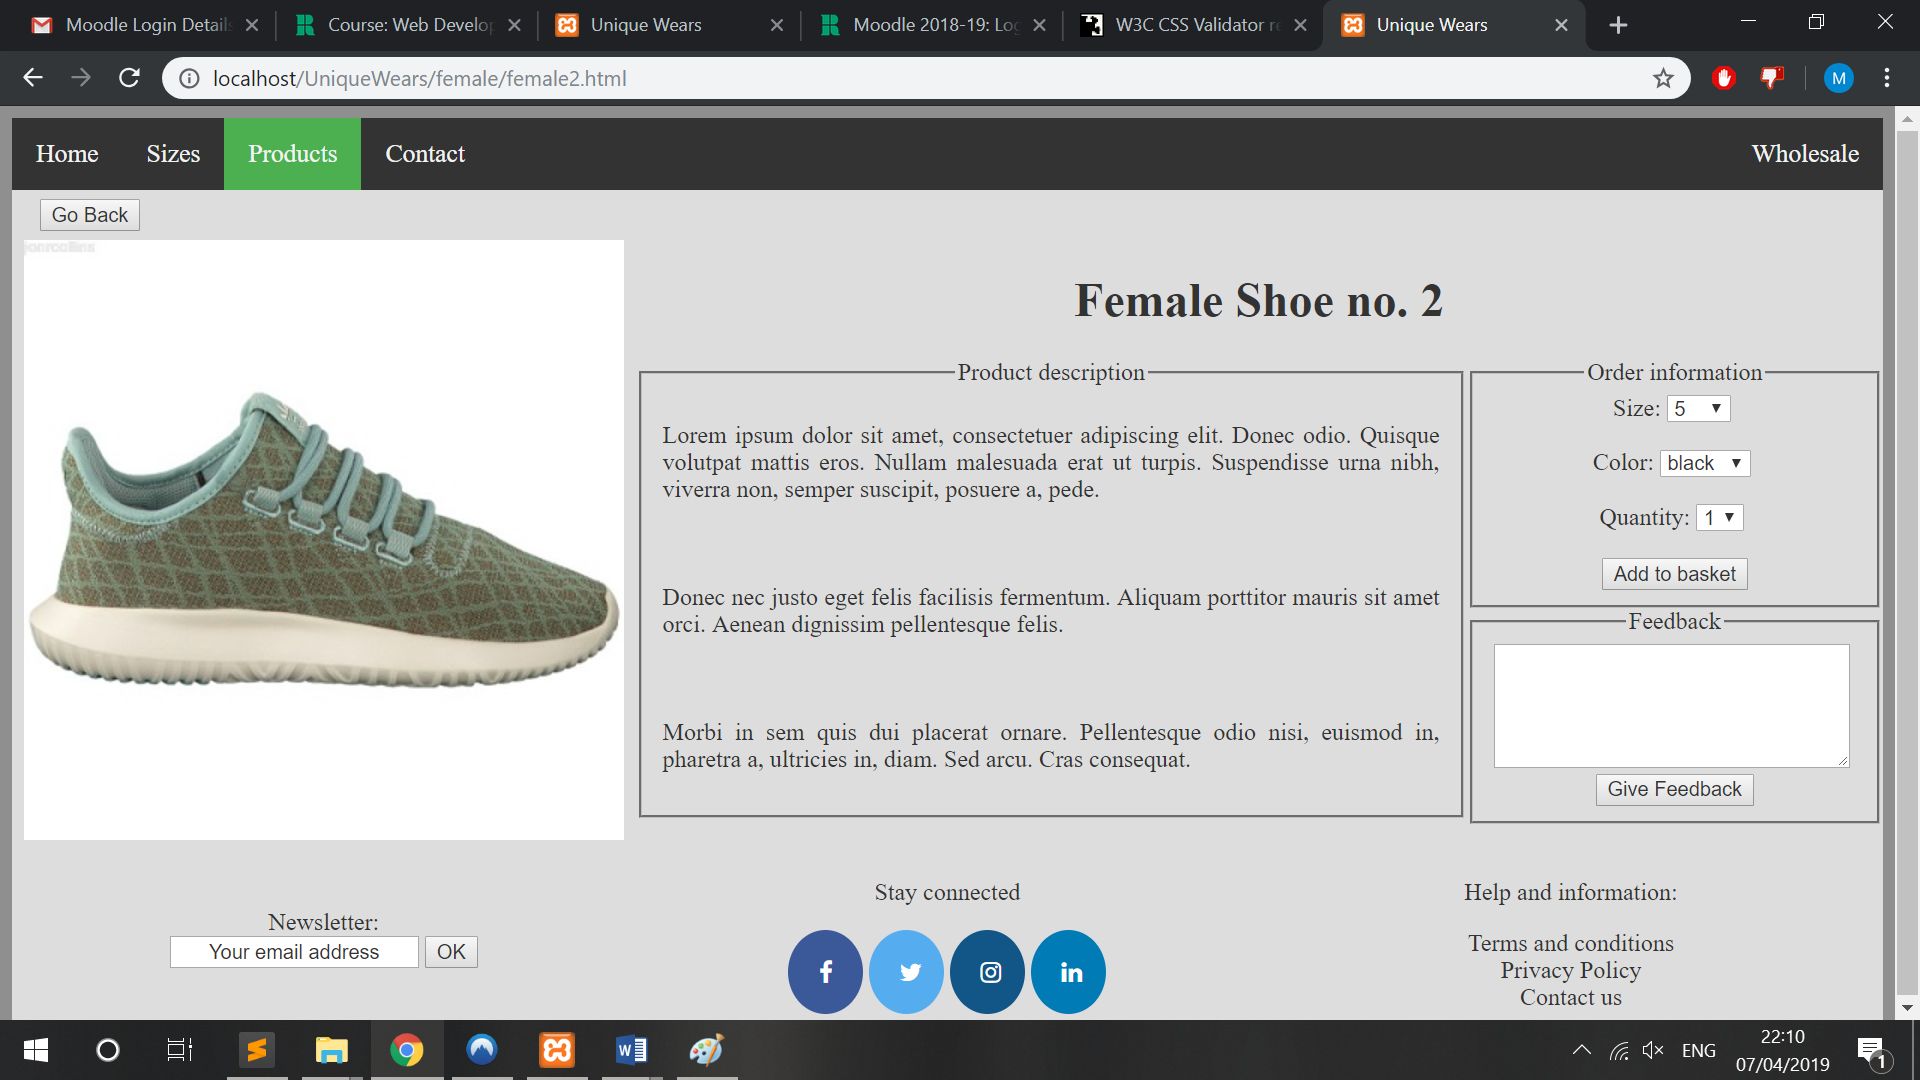 Moodle Login Details
Course: Web Develop
Unique Wears
Moodle 2018-19: Log
W3C CSS Validator re
Unique Wears
localhost/UniqueWears/female/female2.html
M
Home Sizes Products Contact Wholesale
Go Back
jonrcollins
Female Shoe no. 2
Product description
Lorem ipsum dolor sit amet, consectetuer adipiscing elit. Donec odio. Quisque
volutpat mattis eros. Nullam malesuada erat ut turpis. Suspendisse urna nibh,
viverra non, semper suscipit, posuere a, pede.
Donec nec justo eget felis facilisis fermentum. Aliquam porttitor mauris sit amet
orci. Aenean dignissim pellentesque felis.
Morbi in sem quis dui placerat ornare. Pellentesque odio nisi, euismod in,
pharetra a, ultricies in, diam. Sed arcu. Cras consequat.
Order information
Size: 5
Color: black
Quantity: 1
Add to basket
Feedback
Give Feedback
Newsletter:
Your email address OK
Stay connected
Help and information:
Terms and conditions
Privacy Policy
Contact us
ENG
22:10
07/04/2019
1